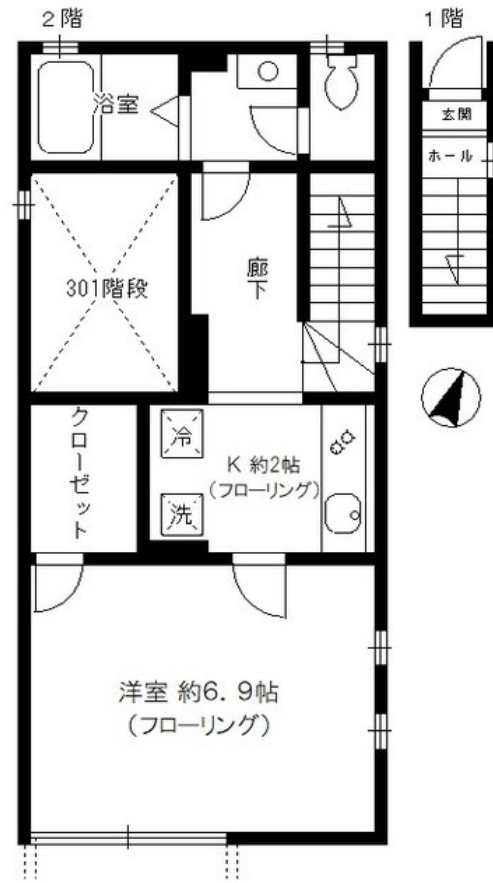 2階
1階
浴室
玄関
ホール
301階段
廊下
クローゼット
冷
K 約2帖
(フローリング)
洗
洋室 約6.9帖
(フローリング)